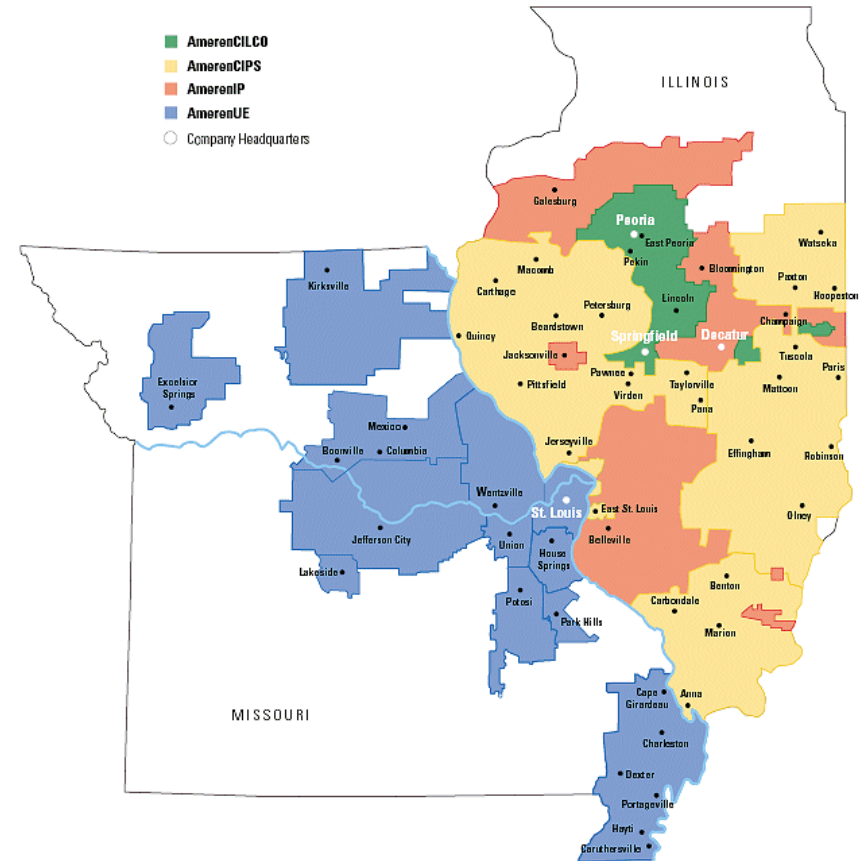 AmerenCILCO
AmerenCIPS
AmerenIP
AmerenUE
Company Headquarters
ILLINOIS
Galesburg
Peoria
East Peoria
Pekin
Watseka
Macomb
Bloomington
Paxton
Kirksville
Carthage
Hoopeston
Lincoln
Petersburg
Champaign
Beardstown
Quincy
Springfield
Decatur
Jacksonville
Tuscola
Paris
Pawnee
Taylorville
Mattoon
Excelsior
Springs
Pittsfield
Virden
Pana
Mexico
Jerseyville
Boonville
Columbia
Effingham
Robinson
Wentzville
St. Louis
East St. Louis
Olney
Jefferson City
Union
Belleville
House
Springs
Lakeside
Benton
Potosi
Carbondale
Park Hills
Marion
Cape
Girardeau
Anna
MISSOURI
Charleston
Dexter
Portageville
Hayti
Caruthersville